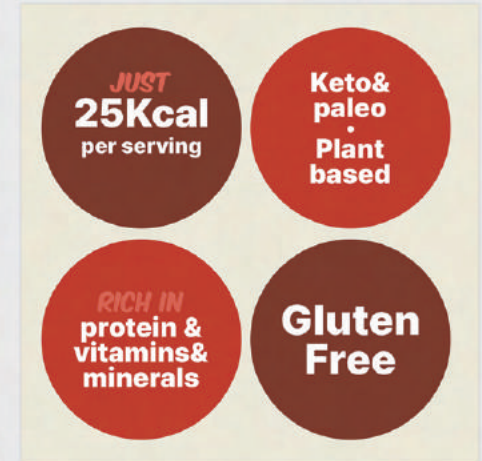 JUST
25Kcal
per serving
Keto&
paleo
•
Plant
based
RICH IN
protein &
vitamins&
minerals
Gluten
Free